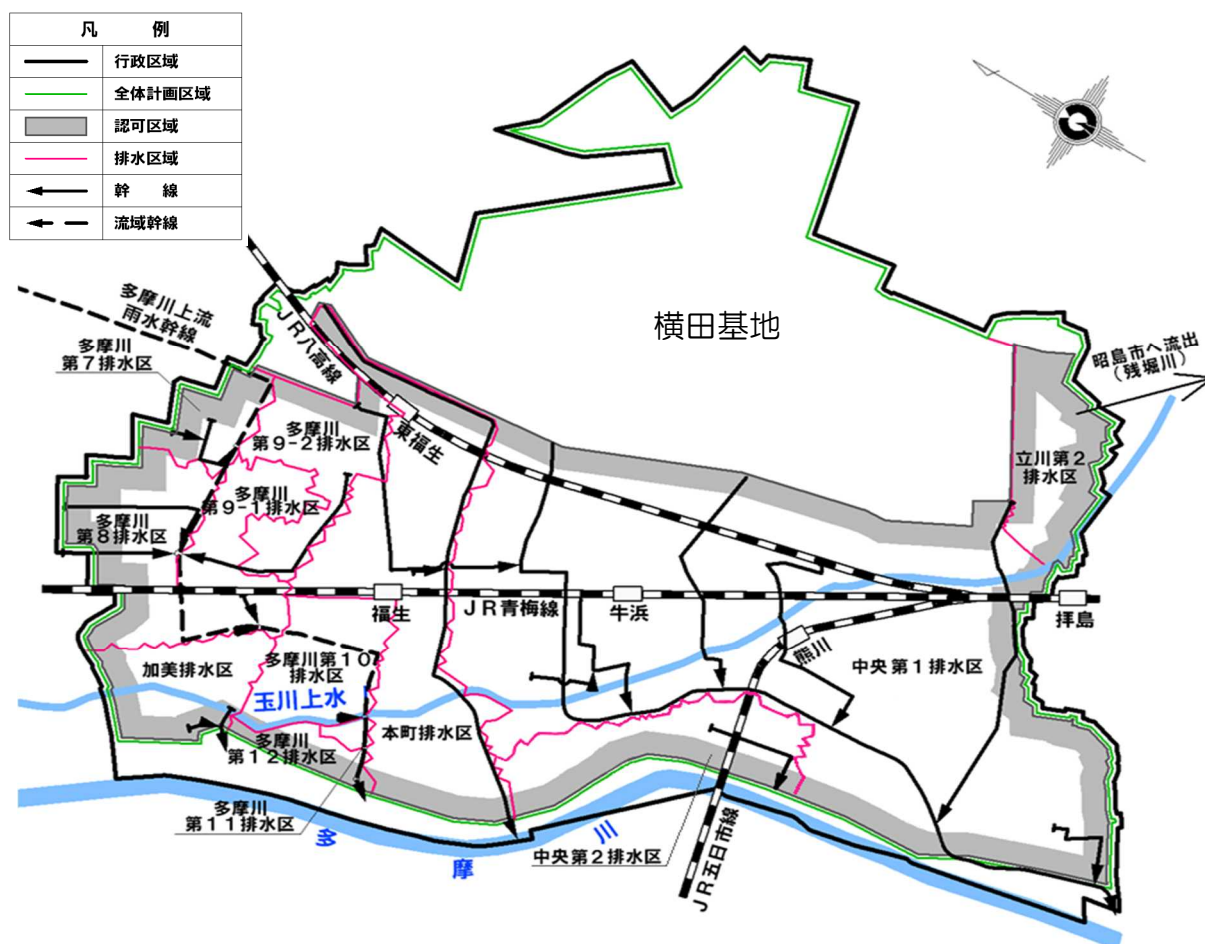 凡 例
行政区域
全体計画区域
認可区域
排水区域
幹 線
流域幹線
多摩川上流
雨水幹線
多摩川
第7排水区
JR八高線
横田基地
昭島市へ流出
(残堀川)
多摩川
第9-2排水区
東福生
立川第2
排水区
多摩川
第9-1排水区
多摩川
第8排水区
福生
JR青梅線
牛浜
拝島
熊川
加美排水区
多摩川第10
排水区
中央第1排水区
玉川上水
本町排水区
多摩川
第12排水区
多摩川
第11排水区
多
摩
川
中央第2排水区
JR五日市線